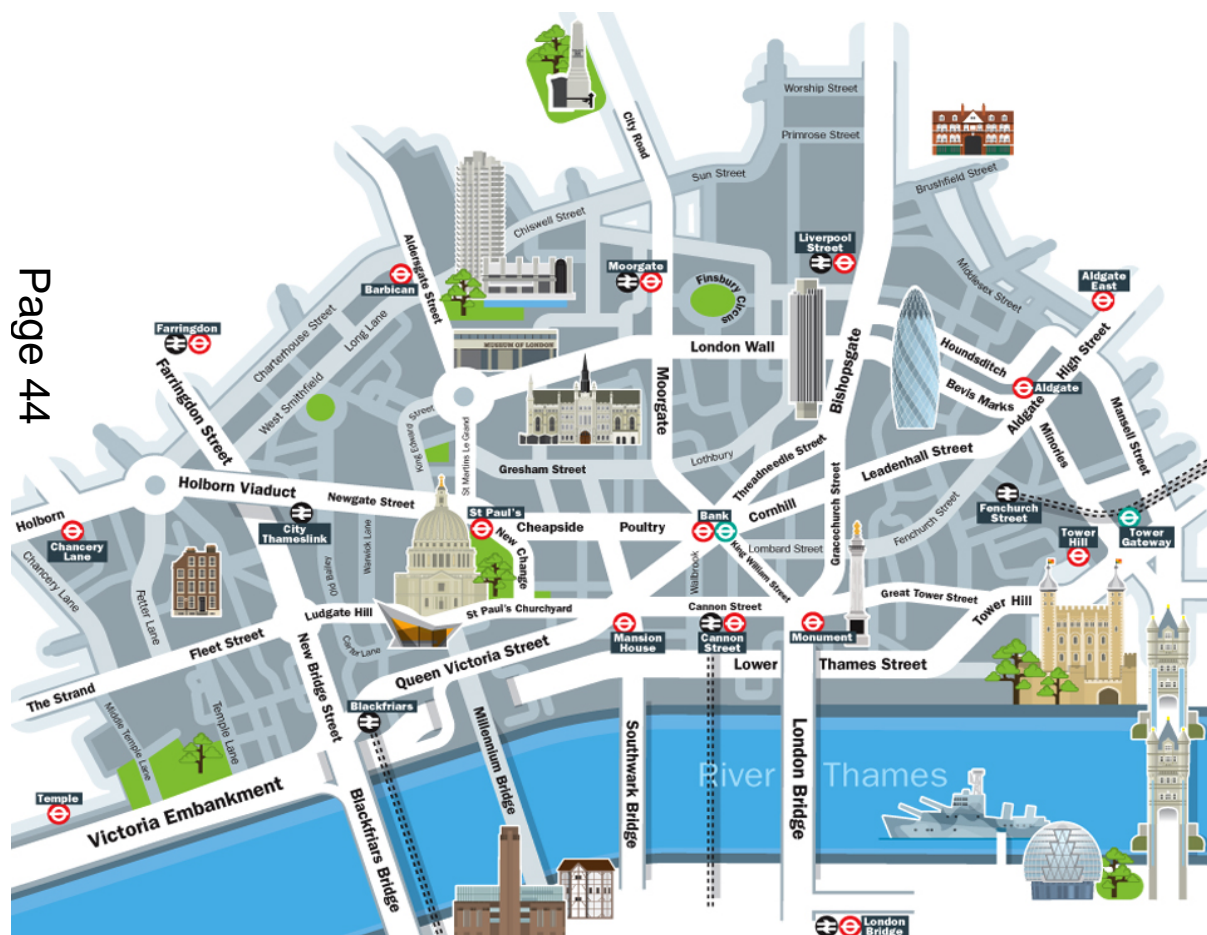 Page 44
Worship Street
Primrose Street
City Road
Sun Street
Brushfield Street
Chiswell Street
Liverpool
Street
Middlesex Street
Aldersgate Street
Barbican
Moorgate
Finsbury
Circus
Aldgate
East
Farringdon
Charterhouse Street
Long Lane
MUSEUM OF LONDON
London Wall
Houndsditch
High Street
Farringdon Street
West Smithfield
Moorgate
Bishopsgate
Bevis Marks
Aldgate
Aldgate
Mansell Street
King Edward
Street
St Martins Le Grand
Minories
Lothbury
Threadneedle Street
Leadenhall Street
Gresham Street
Holborn Viaduct
Newgate Street
Holborn
Chancery
Lane
City
Thameslink
St Paul's
Cheapside
Poultry
Bank
Cornhill
Gracechurch Street
Fenchurch Street
Fenchurch
Street
Tower
Hill
Tower
Gateway
New Change
Warwick Lane
Old Bailey
Walbrook
King William Street
Lombard Street
Chancery Lane
Fetter Lane
Ludgate Hill
St Paul's Churchyard
Great Tower Street
Tower Hill
Cannon Street
Mansion
House
Cannon
Street
Monument
Fleet Street
Carter Lane
New Bridge Street
Queen Victoria Street
Lower
Thames Street
The Strand
Blackfriars
Middle Temple Lane
Temple Lane
Millennium Bridge
Southwark Bridge
London Bridge
River Thames
Temple
Victoria Embankment
Blackfriars Bridge
London
Bridge